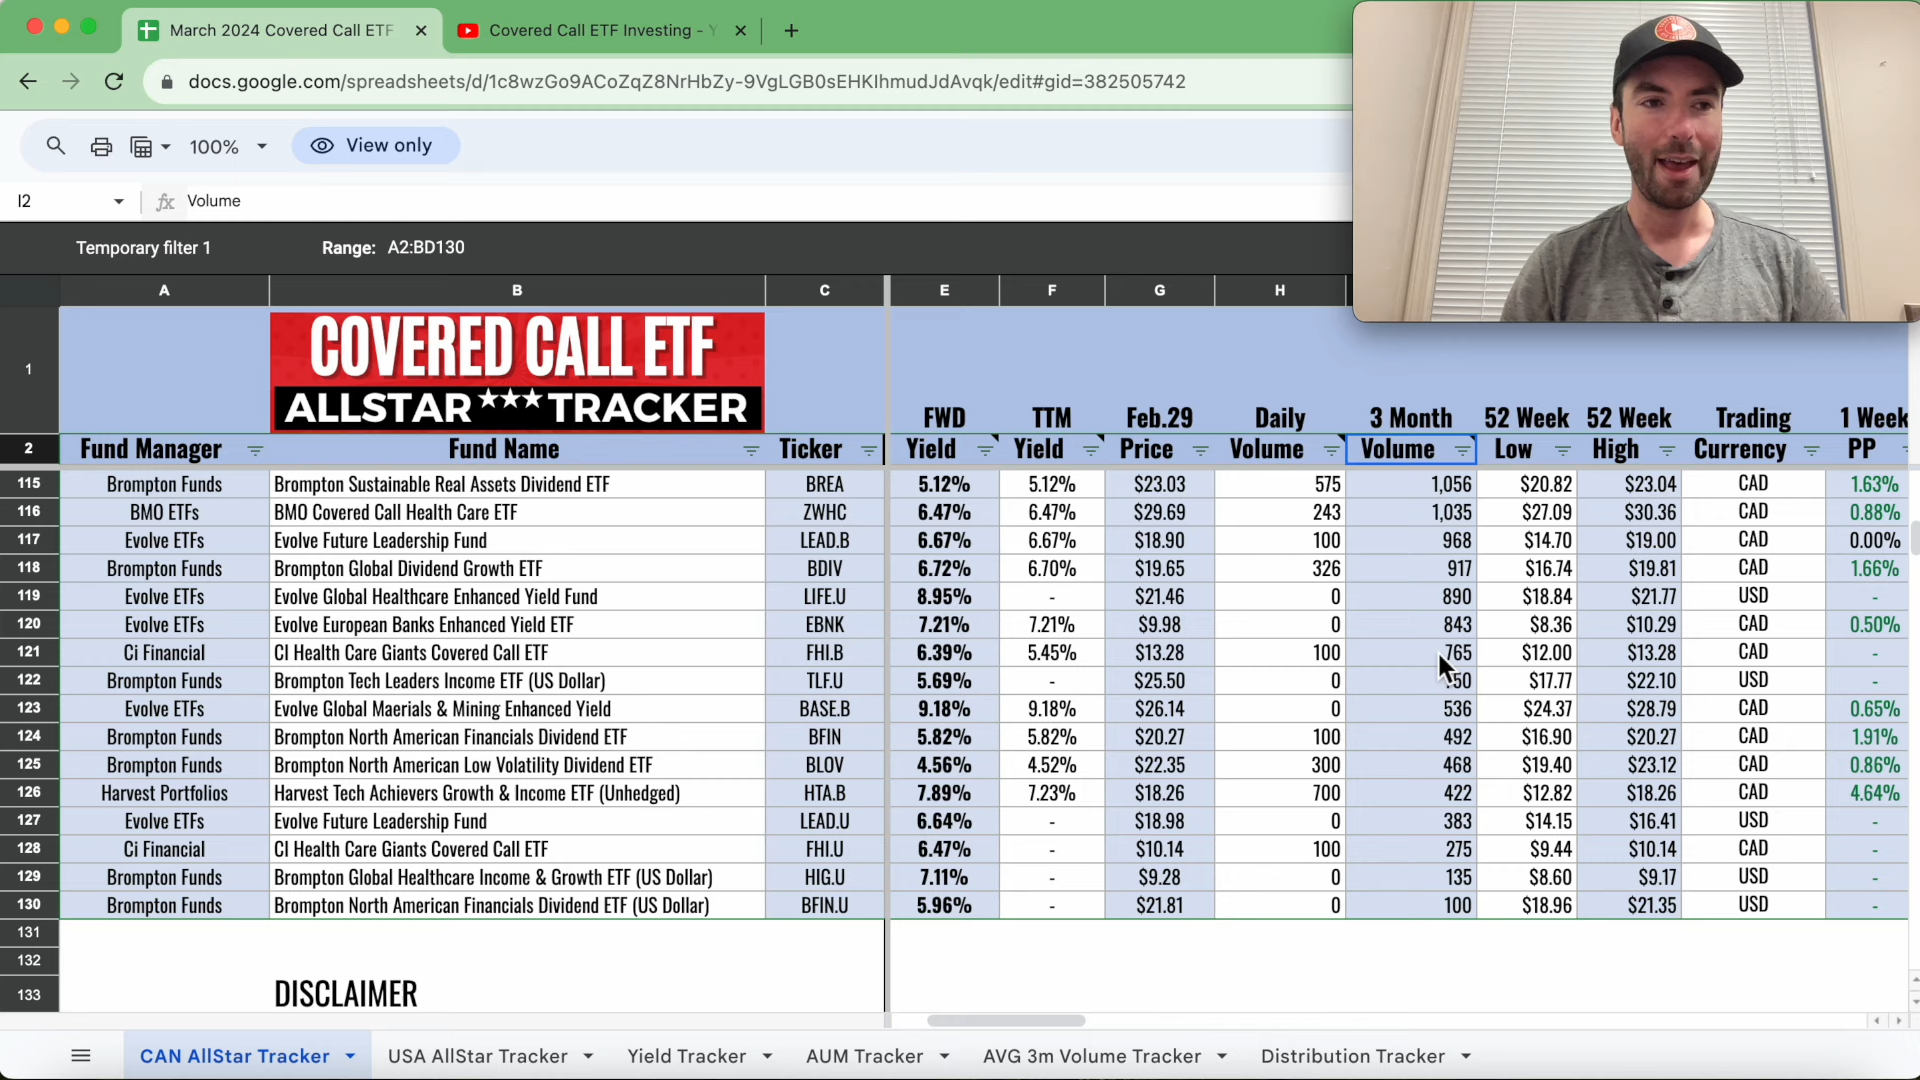 March 2024 Covered Call ETF
Covered Call ETF Investing - Y
docs.google.com/spreadsheets/d/1c8wzGo9ACoZqZ8NrHbZy-9VgLGB0sEHKIhmudJdAvqk/edit#gid=382505742
100% View only
I2 fx Volume
Temporary filter 1 Range: A2:BD130
A B C E F G H
1 COVERED CALL ETF
ALLSTAR ★★★ TRACKER
FWD TTM Feb.29 Daily 3 Month 52 Week 52 Week Trading 1 Week
2 Fund Manager Fund Name Ticker Yield Yield Price Volume Volume Low High Currency PP
115 Brompton Funds Brompton Sustainable Real Assets Dividend ETF BREA 5.12% 5.12% $23.03 575 1,056 $20.82 $23.04 CAD 1.63%
116 BMO ETFs BMO Covered Call Health Care ETF ZWHC 6.47% 6.47% $29.69 243 1,035 $27.09 $30.36 CAD 0.88%
117 Evolve ETFs Evolve Future Leadership Fund LEAD.B 6.67% 6.67% $18.90 100 968 $14.70 $19.00 CAD 0.00%
118 Brompton Funds Brompton Global Dividend Growth ETF BDIV 6.72% 6.70% $19.65 326 917 $16.74 $19.81 CAD 1.66%
119 Evolve ETFs Evolve Global Healthcare Enhanced Yield Fund LIFE.U 8.95% - $21.46 0 890 $18.84 $21.77 USD -
120 Evolve ETFs Evolve European Banks Enhanced Yield ETF EBNK 7.21% 7.21% $9.98 0 843 $8.36 $10.29 CAD 0.50%
121 Ci Financial CI Health Care Giants Covered Call ETF FHI.B 6.39% 5.45% $13.28 100 765 $12.00 $13.28 CAD -
122 Brompton Funds Brompton Tech Leaders Income ETF (US Dollar) TLF.U 5.69% - $25.50 0 $17.77 $22.10 USD -
123 Evolve ETFs Evolve Global Maerials & Mining Enhanced Yield BASE.B 9.18% 9.18% $26.14 0 536 $24.37 $28.79 CAD 0.65%
124 Brompton Funds Brompton North American Financials Dividend ETF BFIN 5.82% 5.82% $20.27 100 492 $16.90 $20.27 CAD 1.91%
125 Brompton Funds Brompton North American Low Volatility Dividend ETF BLOV 4.56% 4.52% $22.35 300 468 $19.40 $23.12 CAD 0.86%
126 Harvest Portfolios Harvest Tech Achievers Growth & Income ETF (Unhedged) HTA.B 7.89% 7.23% $18.26 700 422 $12.82 $18.26 CAD 4.64%
127 Evolve ETFs Evolve Future Leadership Fund LEAD.U 6.64% - $18.98 0 383 $14.15 $16.41 USD -
128 Ci Financial CI Health Care Giants Covered Call ETF FHI.U 6.47% - $10.14 100 275 $9.44 $10.14 CAD -
129 Brompton Funds Brompton Global Healthcare Income & Growth ETF (US Dollar) HIG.U 7.11% - $9.28 0 135 $8.60 $9.17 USD -
130 Brompton Funds Brompton North American Financials Dividend ETF (US Dollar) BFIN.U 5.96% - $21.81 0 100 $18.96 $21.35 USD -
131
132
133 DISCLAIMER
CAN AllStar Tracker USA AllStar Tracker Yield Tracker AUM Tracker AVG 3m Volume Tracker Distribution Tracker